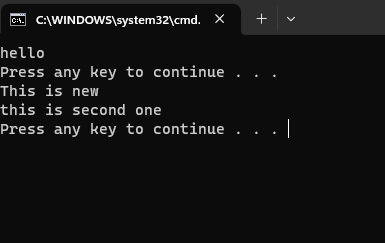 C:\WINDOWS\system32\cmd.
hello
Press any key to continue . . .
This is new
this is second one
Press any key to continue . . .